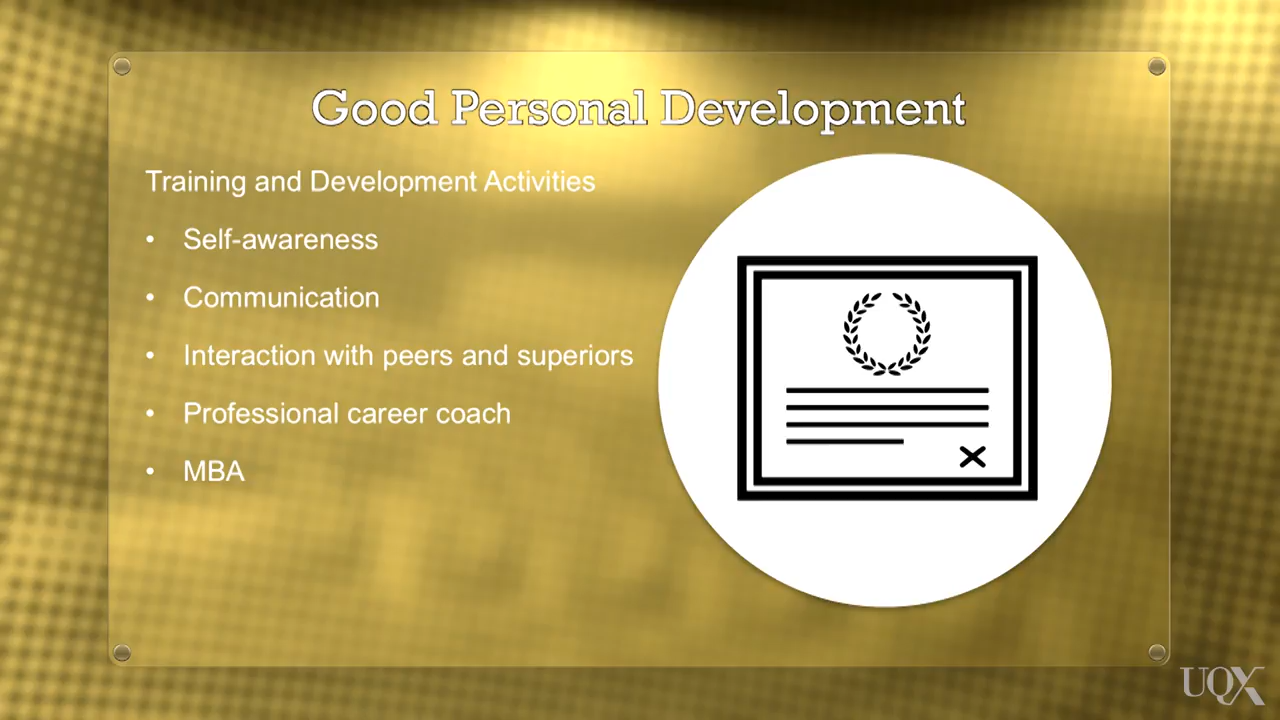 Good Personal Development
Training and Development Activities
• Self-awareness
• Communication
• Interaction with peers and superiors
• Professional career coach
• MBA
UQX